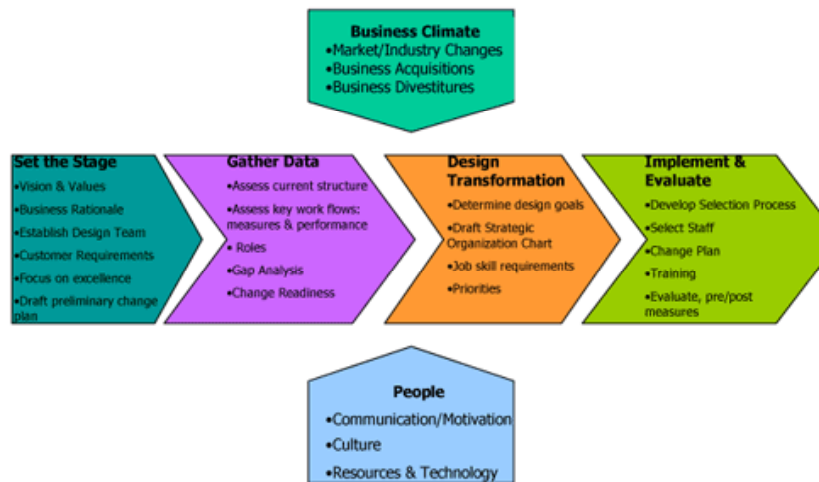 Business Climate
•Market/Industry Changes
•Business Acquisitions
•Business Divestitures
Set the Stage
•Vision & Values
•Business Rationale
•Establish Design Team
•Customer Requirements
•Focus on excellence
•Draft preliminary change
plan
Gather Data
•Assess current structure
•Assess key work flows:
measures & performance
• Roles
•Gap Analysis
•Change Readiness
Design
Transformation
•Determine design goals
•Draft Strategic
Organization Chart
•Job skill requirements
•Priorities
Implement &
Evaluate
•Develop Selection Process
•Select Staff
•Change Plan
•Training
•Evaluate, pre/post
measures
People
•Communication/Motivation
•Culture
•Resources & Technology